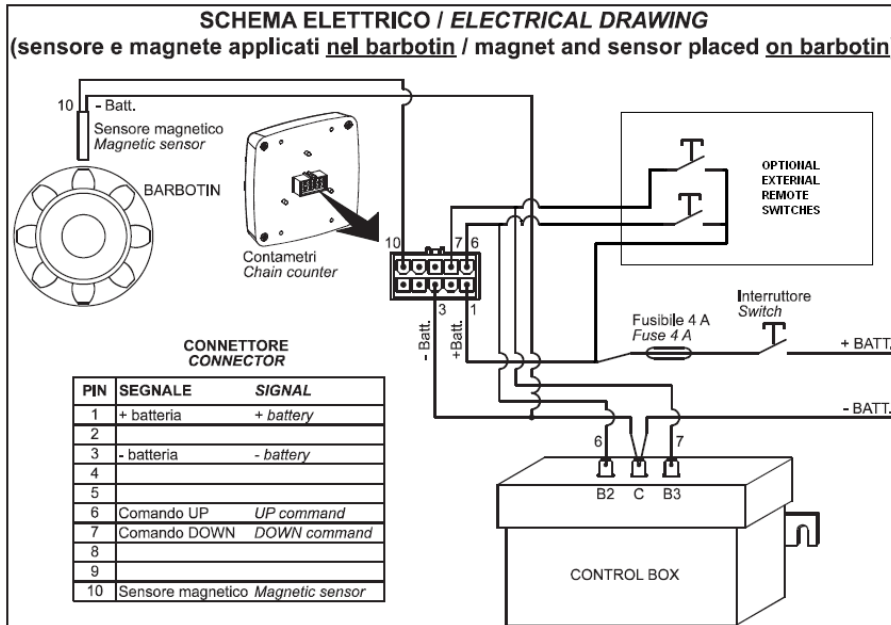 SCHEMA ELETTRICO / ELECTRICAL DRAWING
(sensore e magnete applicati nel barbotin / magnet and sensor placed on barbotin)
10
- Batt.
Sensore magnetico
Magnetic sensor
BARBOTIN
Contametri
Chain counter
10
7
6
3
1
- Batt.
+Batt.
OPTIONAL
EXTERNAL
REMOTE
SWITCHES
Interruttore
Switch
Fusibile 4 A
Fuse 4 A
+ BATT.
- BATT.
CONNETTORE
CONNECTOR
PIN SEGNALE SIGNAL
1 + batteria + battery
2
3 - batteria - battery
4
5
6 Comando UP UP command
7 Comando DOWN DOWN command
8
9
10 Sensore magnetico Magnetic sensor
6
7
B2 C B3
CONTROL BOX